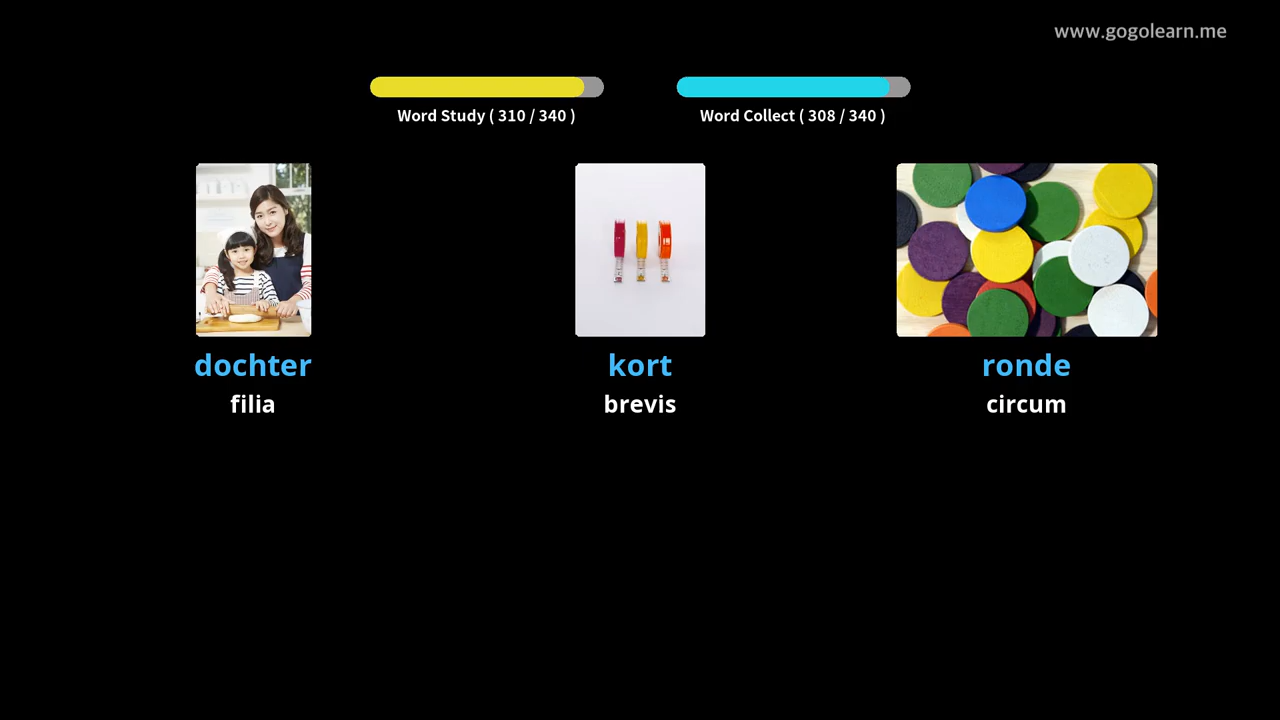 www.gogolearn.me
Word Study ( 310 / 340 )
Word Collect ( 308 / 340 )
dochter
filia
kort
brevis
ronde
circum